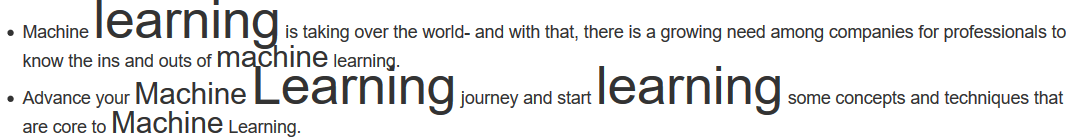 • Machine learning is taking over the world- and with that, there is a growing need among companies for professionals to
know the ins and outs of machine learning.
• Advance your Machine Learning journey and start learning some concepts and techniques that
are core to Machine Learning.